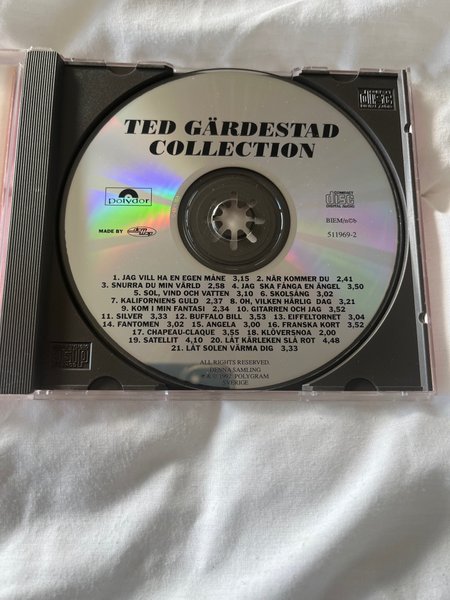 TED GÄRDESTAD
COLLECTION
polydor
COMPACT
disc
DIGITAL AUDIO
MADE BY
BIEM/n©b
511969-2
1. JAG VILL HA EN EGEN MÅNE 3,15 2. NÄR KOMMER DU 2,41
3. SNURRA DU MIN VÄRLD 2,58 4. JAG SKA FÅNGA EN ÄNGEL 3,50
5. SOL, VIND OCH VATTEN 3,10 6. SKOLSÅNG 3,02
7. KALIFORNIENS GULD 2,37 8. OH, VILKEN HÄRLIG DAG 3,21
9. KOM I MIN FANTASI 2,34 10. GITARREN OCH JAG 3,52
11. SILVER 3,33 12. BUFFALO BILL 3,53 13. EIFFELTORNET 3,04
14. FANTOMEN 3,02 15. ANGELA 3,00 16. FRANSKA KORT 3,52
17. CHAPEAU-CLAQUE 3,55 18. KLÖVERSNOA 2,00
19. SATELLIT 4,10 20. LÅT KÄRLEKEN SLÅ ROT 4,48
21. LÅT SOLEN VÄRMA DIG 3,33
ALL RIGHTS RESERVED.
DENNA SAMLING
℗ & © 1992 POLYGRAM
SVERIGE